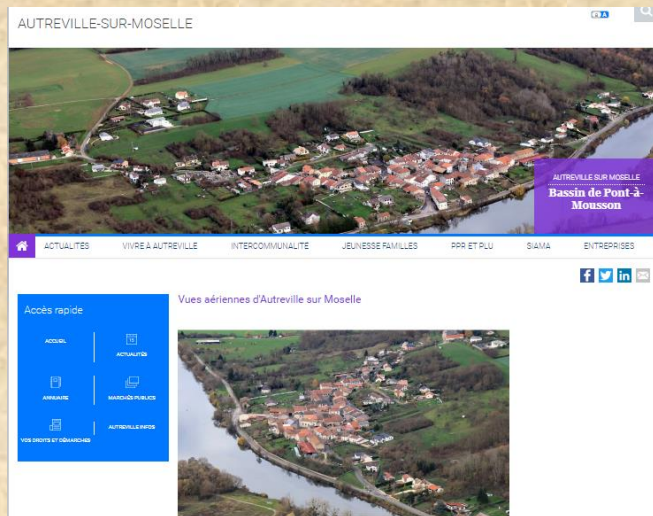 AUTREVILLE-SUR-MOSELLE
AUTREVILLE SUR MOSELLE
Bassin de Pont-à-
Mousson
ACTUALITÉS VIVRE À AUTREVILLE INTERCOMMUNALITÉ JEUNESSE FAMILLES PPR ET PLU SIAMA ENTREPRISES
Accès rapide
ACCUEIL
ACTUALITÉS
ANNUAIRE
MARCHÉS PUBLICS
VOS DROITS ET DÉMARCHES
AUTREVILLE INFOS
Vues aériennes d'Autreville sur Moselle